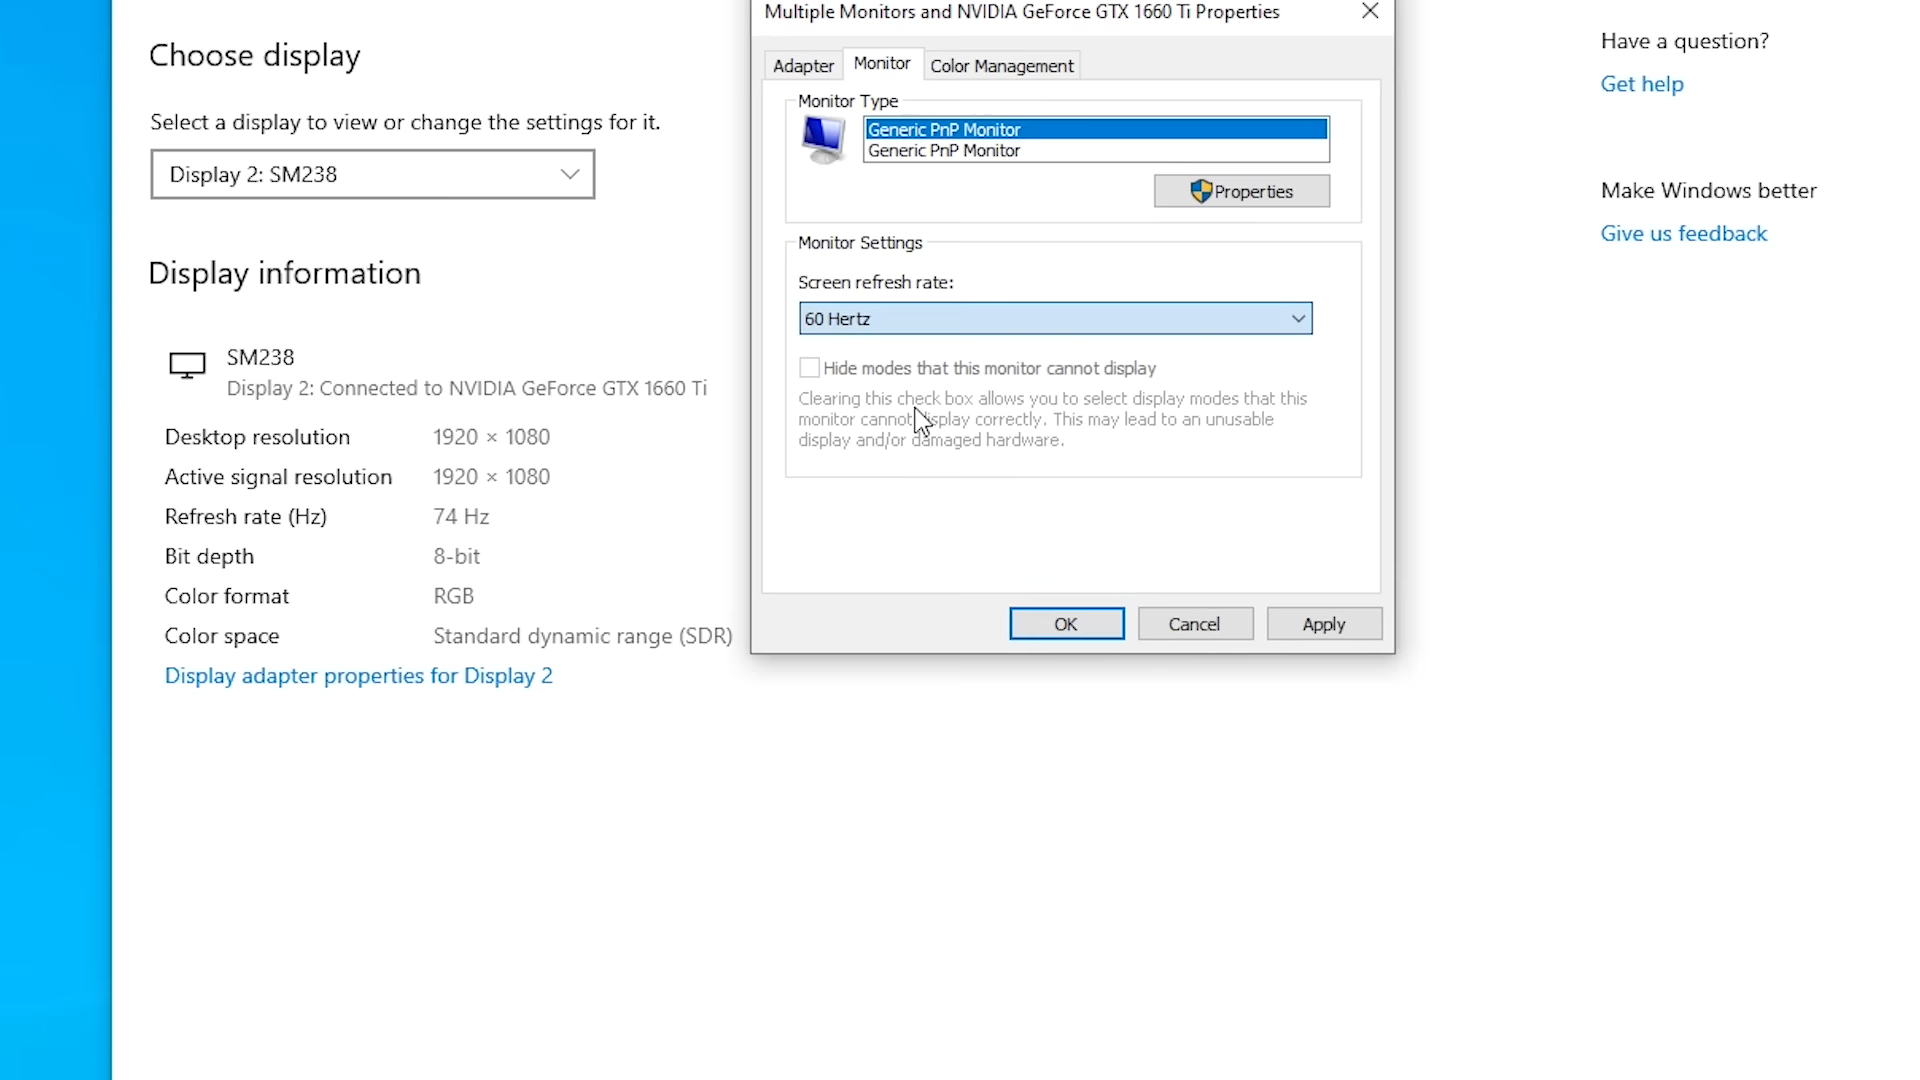 Choose display
Select a display to view or change the settings for it.
Display 2: SM238
Display information
SM238
Display 2: Connected to NVIDIA GeForce GTX 1660 Ti
Desktop resolution 1920 × 1080
Active signal resolution 1920 × 1080
Refresh rate (Hz) 74 Hz
Bit depth 8-bit
Color format RGB
Color space Standard dynamic range (SDR)
Display adapter properties for Display 2
Multiple Monitors and NVIDIA GeForce GTX 1660 Ti Properties
Adapter Monitor Color Management
Monitor Type
Generic PnP Monitor
Generic PnP Monitor
Properties
Monitor Settings
Screen refresh rate:
60 Hertz
Hide modes that this monitor cannot display
Clearing this check box allows you to select display modes that this
monitor cannot display correctly. This may lead to an unusable
display and/or damaged hardware.
OK Cancel Apply
Have a question?
Get help
Make Windows better
Give us feedback